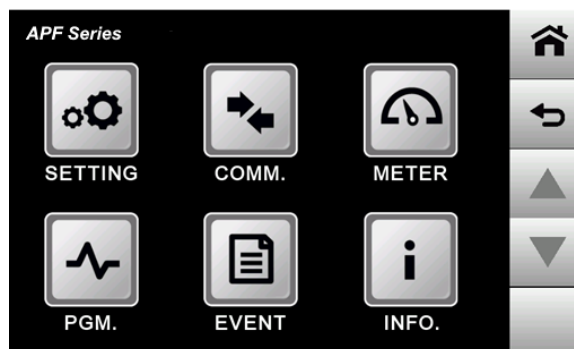 APF Series
SETTING COMM. METER
PGM. EVENT INFO.